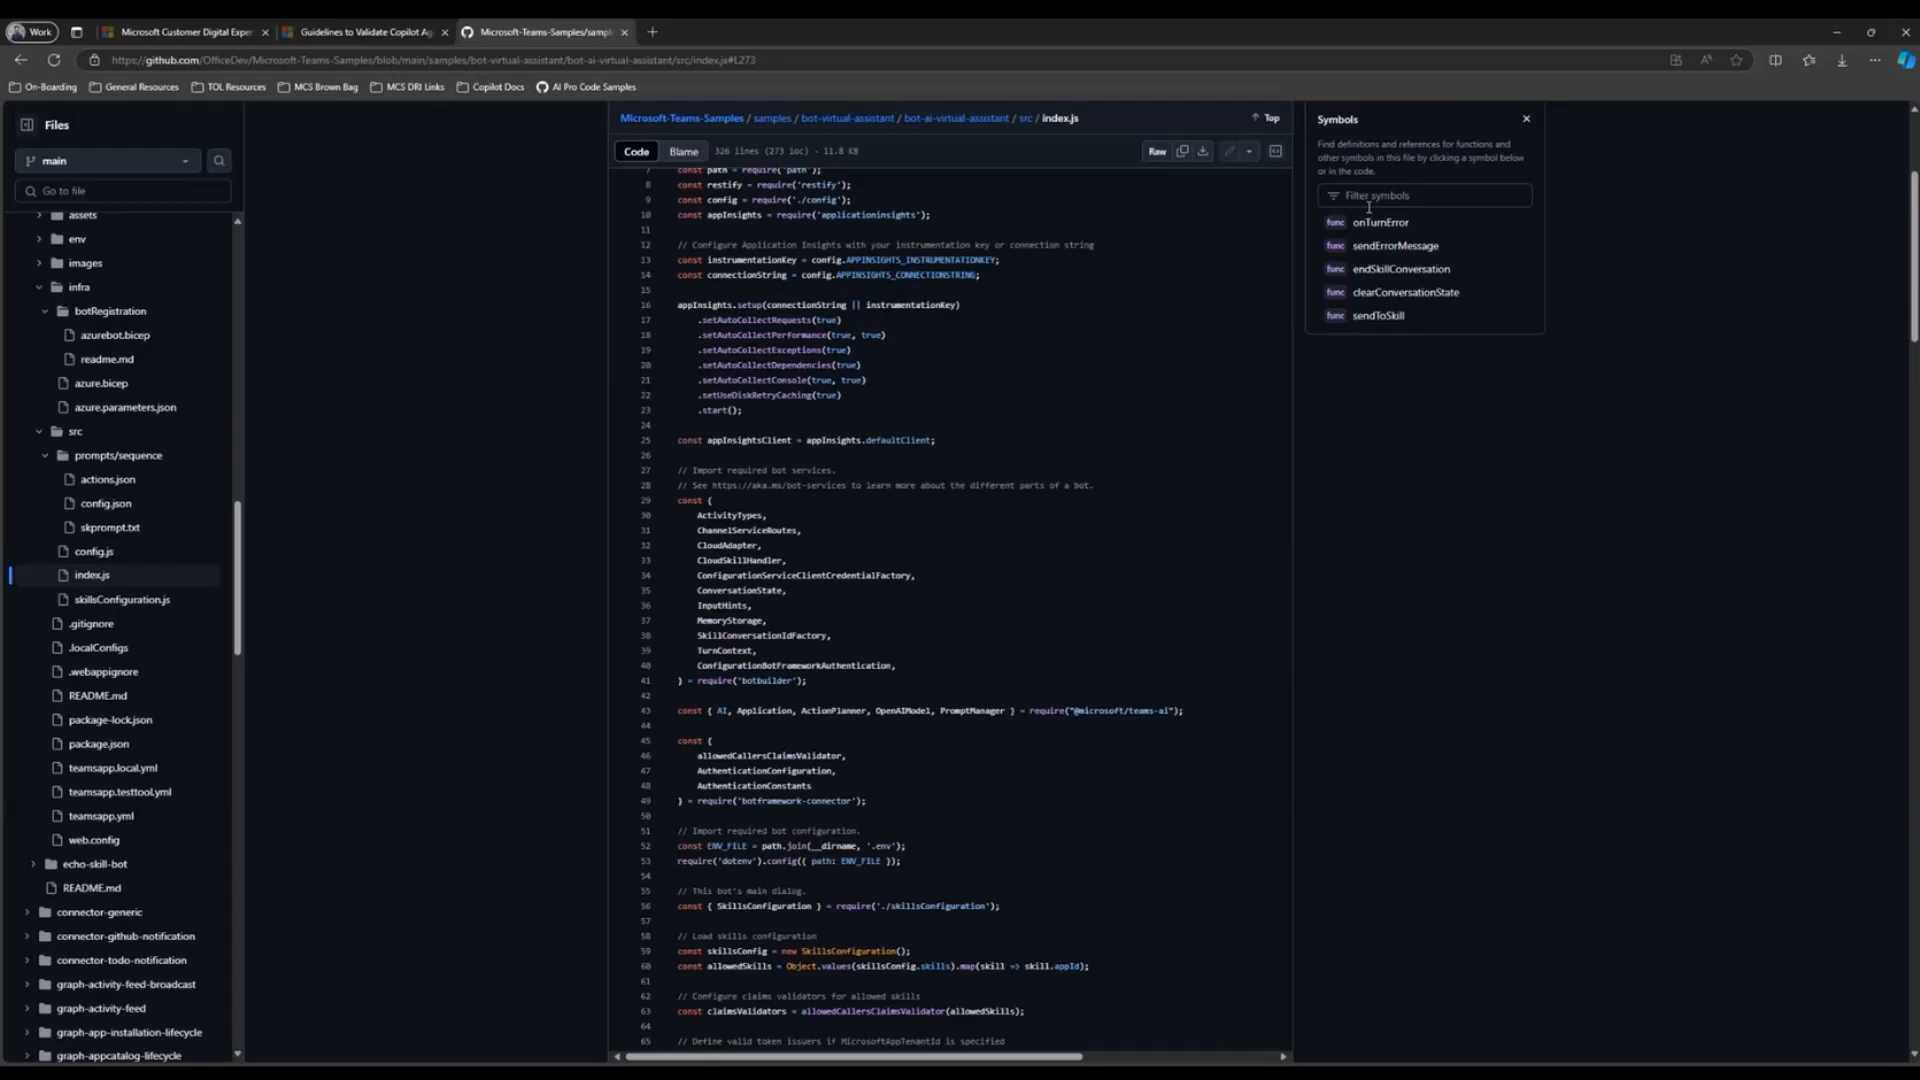 Work
Microsoft Customer Digital Exper
Guidelines to Validate Copilot Ag
Microsoft-Teams-Samples/sampl
https://github.com/OfficeDev/Microsoft-Teams-Samples/blob/main/samples/bot-virtual-assistant/bot-ai-virtual-assistant/src/index.js#L273
On-Boarding
General Resources
TOL Resources
MCS Brown Bag
MCS DRI Links
Copilot Docs
AI Pro Code Samples
Files
main
Go to file
assets
env
images
infra
botRegistration
azurebot.bicep
readme.md
azure.bicep
azure.parameters.json
src
prompts/sequence
actions.json
config.json
skprompt.txt
config.js
index.js
skillsConfiguration.js
.gitignore
.localConfigs
.webappignore
README.md
package-lock.json
package.json
teamsapp.local.yml
teamsapp.testtool.yml
teamsapp.yml
web.config
echo-skill-bot
README.md
connector-generic
connector-github-notification
connector-todo-notification
graph-activity-feed-broadcast
graph-activity-feed
graph-app-installation-lifecycle
graph-appcatalog-lifecycle
Microsoft-Teams-Samples / samples / bot-virtual-assistant / bot-ai-virtual-assistant / src / index.js
Top
Code
Blame
326 lines (273 loc) · 11.8 KB
Raw
7 const path = require('path');
8 const restify = require('restify');
9 const config = require('./config');
10 const appInsights = require('applicationinsights');
11
12 // Configure Application Insights with your instrumentation key or connection string
13 const instrumentationKey = config.APPINSIGHTS_INSTRUMENTATIONKEY;
14 const connectionString = config.APPINSIGHTS_CONNECTIONSTRING;
15
16 appInsights.setup(connectionString || instrumentationKey)
17 .setAutoCollectRequests(true)
18 .setAutoCollectPerformance(true, true)
19 .setAutoCollectExceptions(true)
20 .setAutoCollectDependencies(true)
21 .setAutoCollectConsole(true, true)
22 .setUseDiskRetryCaching(true)
23 .start();
24
25 const appInsightsClient = appInsights.defaultClient;
26
27 // Import required bot services.
28 // See https://aka.ms/bot-services to learn more about the different parts of a bot.
29 const {
30 ActivityTypes,
31 ChannelServiceRoutes,
32 CloudAdapter,
33 CloudSkillHandler,
34 ConfigurationServiceClientCredentialFactory,
35 ConversationState,
36 InputHints,
37 MemoryStorage,
38 SkillConversationIdFactory,
39 TurnContext,
40 ConfigurationBotFrameworkAuthentication,
41 } = require('botbuilder');
42
43 const { AI, Application, ActionPlanner, OpenAIModel, PromptManager } = require("@microsoft/teams-ai");
44
45 const {
46 allowedCallersClaimsValidator,
47 AuthenticationConfiguration,
48 AuthenticationConstants
49 } = require('botframework-connector');
50
51 // Import required bot configuration.
52 const ENV_FILE = path.join(__dirname, '.env');
53 require('dotenv').config({ path: ENV_FILE });
54
55 // This bot's main dialog.
56 const { SkillsConfiguration } = require('./skillsConfiguration');
57
58 // Load skills configuration
59 const skillsConfig = new SkillsConfiguration();
60 const allowedSkills = Object.values(skillsConfig.skills).map(skill => skill.appId);
61
62 // Configure claims validators for allowed skills
63 const claimsValidators = allowedCallersClaimsValidator(allowedSkills);
64
65 // Define valid token issuers if MicrosoftAppTenantId is specified
Symbols
Find definitions and references for functions and
other symbols in this file by clicking a symbol below
or in the code.
Filter symbols
func onTurnError
func sendErrorMessage
func endSkillConversation
func clearConversationState
func sendToSkill